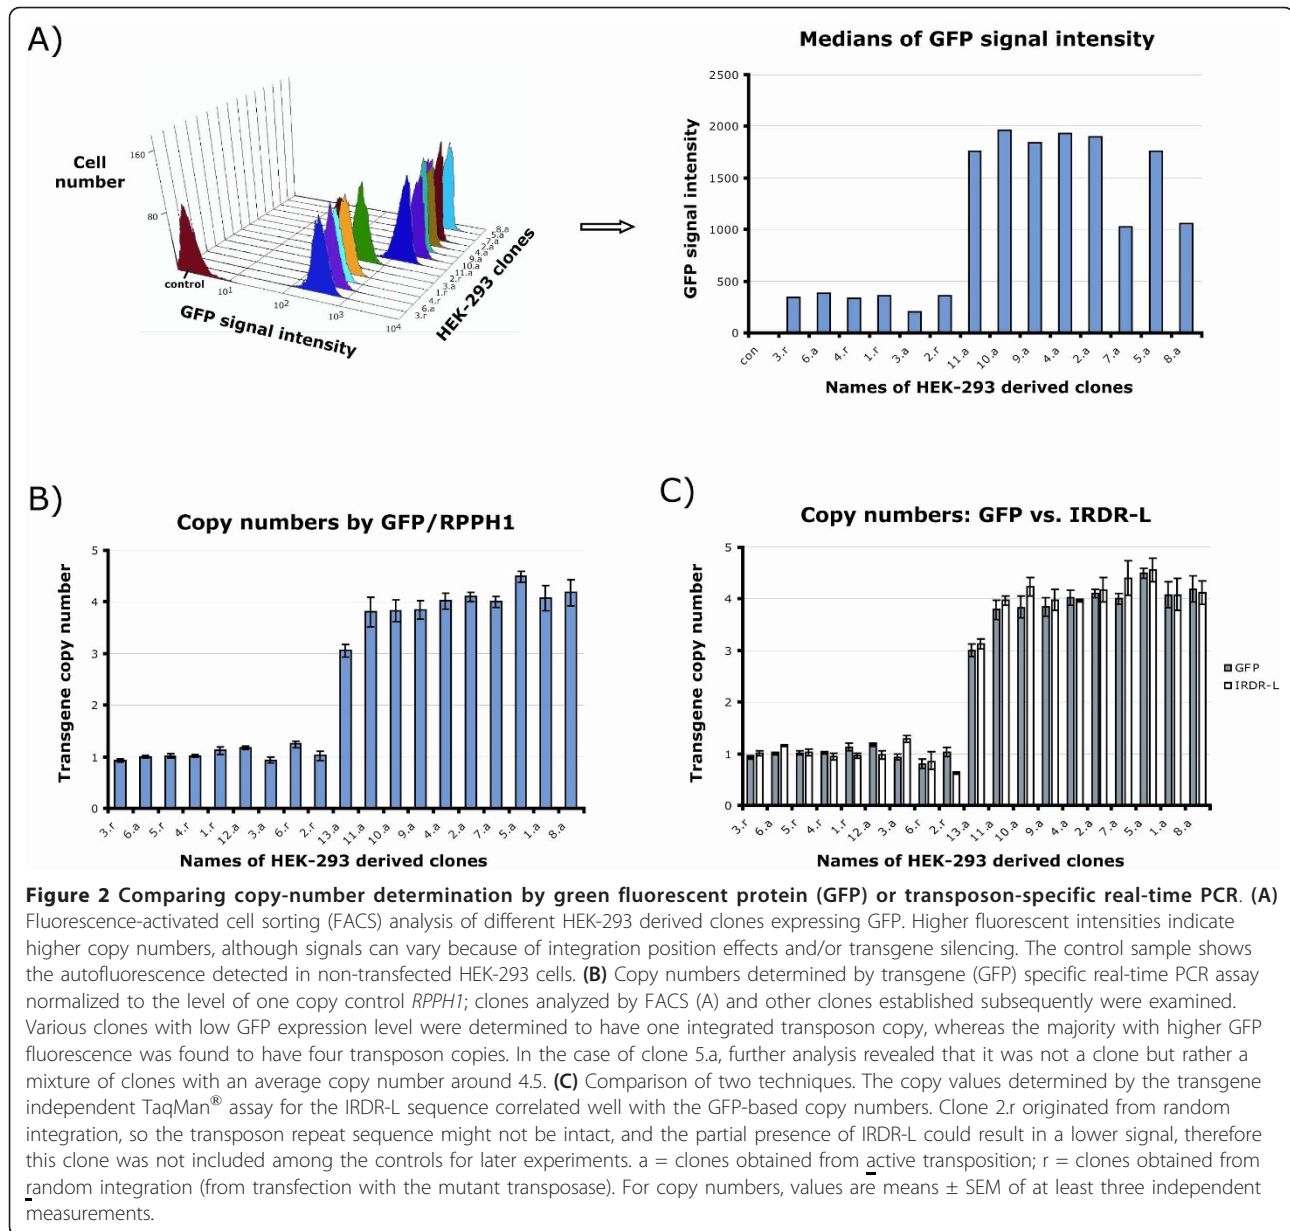 A)
Cell
number
160
80
control
10¹
10²
10³
10⁴
GFP signal intensity
3.r
6.a
4.r
1.r
3.a
2.r
11.a
10.a
9.a
4.a
2.a
7.a
5.a
8.a
HEK-293 clones
Medians of GFP signal intensity
GFP signal intensity
2500
2000
1500
1000
500
0
con
3.r
6.a
4.r
1.r
3.a
2.r
11.a
10.a
9.a
4.a
2.a
7.a
5.a
8.a
Names of HEK-293 derived clones
B)
Copy numbers by GFP/RPPH1
Transgene copy number
5
4
3
2
1
0
3.r
6.a
5.r
4.r
1.r
12.a
3.a
6.r
2.r
13.a
11.a
10.a
9.a
4.a
2.a
7.a
5.a
1.a
8.a
Names of HEK-293 derived clones
C)
Copy numbers: GFP vs. IRDR-L
Transgene copy number
5
4
3
2
1
0
3.r
6.a
5.r
4.r
1.r
12.a
3.a
6.r
2.r
13.a
11.a
10.a
9.a
4.a
2.a
7.a
5.a
1.a
8.a
GFP
IRDR-L
Names of HEK-293 derived clones
Figure 2 Comparing copy-number determination by green fluorescent protein (GFP) or transposon-specific real-time PCR. (A)
Fluorescence-activated cell sorting (FACS) analysis of different HEK-293 derived clones expressing GFP. Higher fluorescent intensities indicate
higher copy numbers, although signals can vary because of integration position effects and/or transgene silencing. The control sample shows
the autofluorescence detected in non-transfected HEK-293 cells. (B) Copy numbers determined by transgene (GFP) specific real-time PCR assay
normalized to the level of one copy control RPPH1; clones analyzed by FACS (A) and other clones established subsequently were examined.
Various clones with low GFP expression level were determined to have one integrated transposon copy, whereas the majority with higher GFP
fluorescence was found to have four transposon copies. In the case of clone 5.a, further analysis revealed that it was not a clone but rather a
mixture of clones with an average copy number around 4.5. (C) Comparison of two techniques. The copy values determined by the transgene
independent TaqMan® assay for the IRDR-L sequence correlated well with the GFP-based copy numbers. Clone 2.r originated from random
integration, so the transposon repeat sequence might not be intact, and the partial presence of IRDR-L could result in a lower signal, therefore
this clone was not included among the controls for later experiments. a = clones obtained from active transposition; r = clones obtained from
random integration (from transfection with the mutant transposase). For copy numbers, values are means ± SEM of at least three independent
measurements.